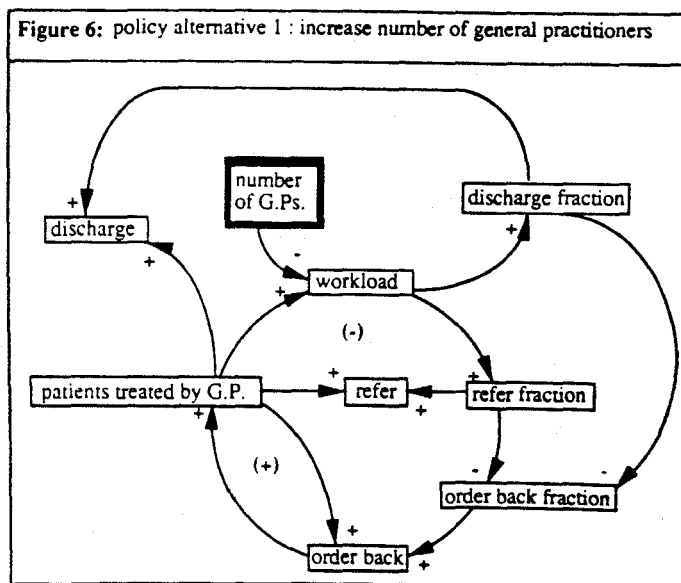 Figure 6: policy alternative 1 : increase number of general practitioners
number
of G.Ps.
discharge fraction
+
discharge
+
+
-
workload
+
(-)
patients treated by G.P.
+
refer
+
+
refer fraction
+
(+)
-
-
order back fraction
+
order back
+